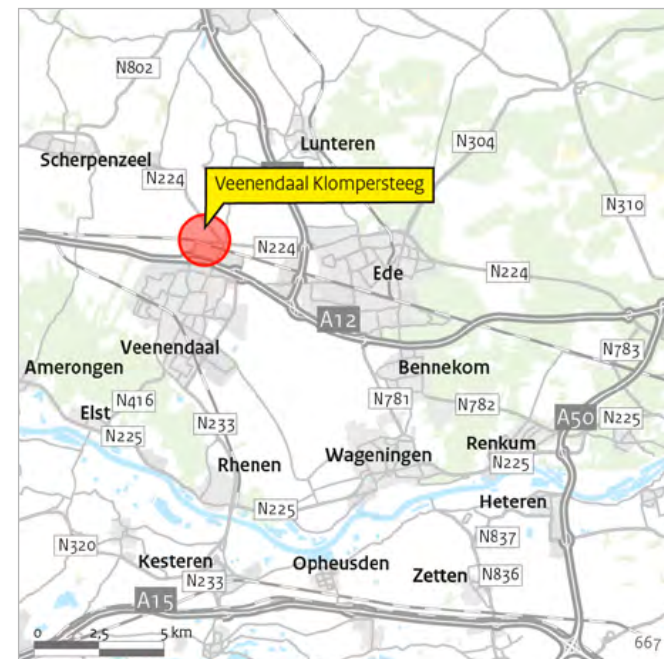 N802
Lunteren
N304
Scherpenzeel
N224
Veenendaal Klompersteeg
N310
N224
Ede
N224
A12
Veenendaal
N783
Amerongen
Bennekom
N416
N781
N782
Elst
N233
A50
N225
N225
Renkum
Wageningen
Rhenen
N225
N225
Heteren
N320
N837
Kesteren
Opheusden
N233
Zetten
N836
A15
0 2,5 5 km
667